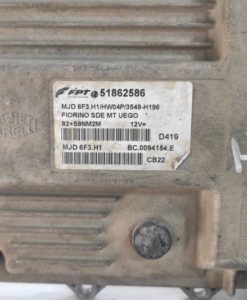 FPT 51862586
MJD 6F3.H1/HW04P/3549-H196
FIORINO SDE MT UEGO
82+S9NM2M 12V=
D419
MJD 6F3.H1 BC.0094154.E
CB22